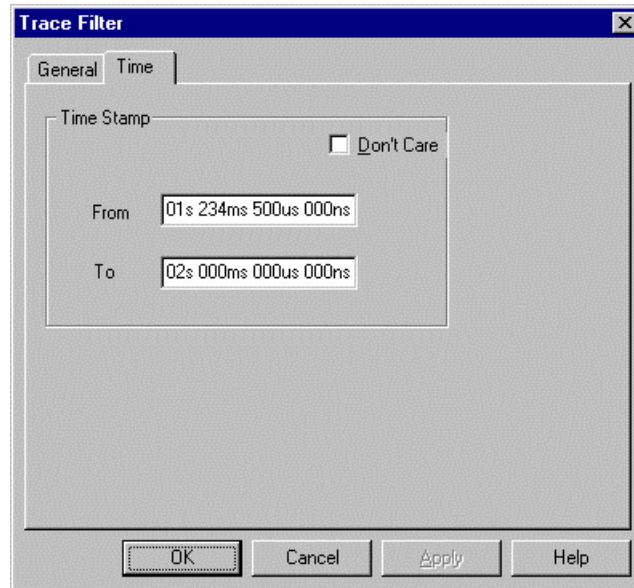 Trace Filter
General Time
Time Stamp
Don't Care
From 01s 234ms 500us 000ns
To 02s 000ms 000us 000ns
OK Cancel Apply Help